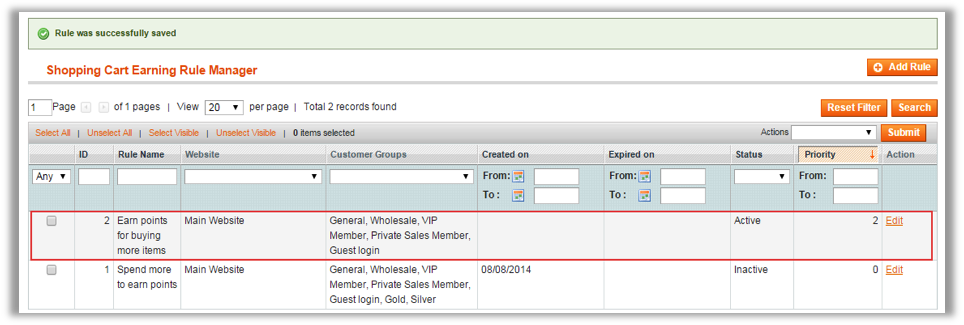 Rule was successfully saved
Shopping Cart Earning Rule Manager
Add Rule
1 Page of 1 pages | View 20 per page | Total 2 records found
Reset Filter Search
Select All | Unselect All | Select Visible | Unselect Visible | 0 items selected
Actions Submit
ID Rule Name Website Customer Groups Created on Expired on Status Priority Action
Any From: From: From:
To : To : To :
2 Earn points Main Website General, Wholesale, VIP Active 2 Edit
for buying Member, Private Sales Member,
more items Guest login
1 Spend more Main Website General, Wholesale, VIP 08/08/2014 Inactive 0 Edit
to earn points Member, Private Sales Member,
Guest login, Gold, Silver